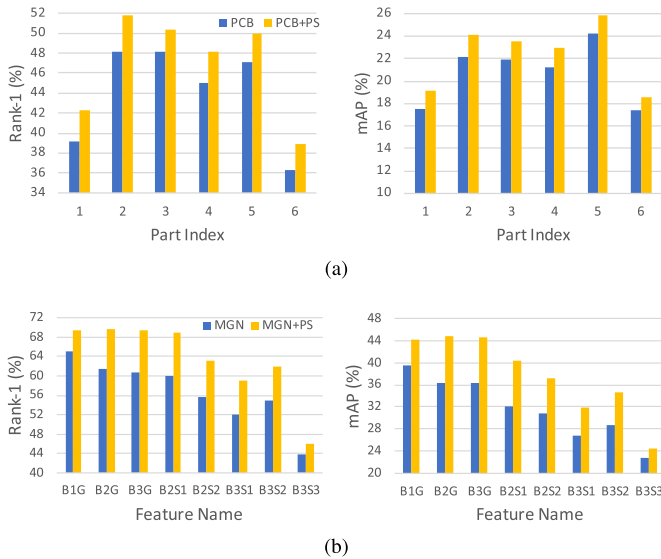 Rank-1 (%)
52
48
46
44
42
40
38
36
34
PCB PCB+PS
1 2 3 4 5 6
Part Index
mAP (%)
26
24
22
20
18
16
14
12
10
1 2 3 4 5 6
Part Index
(a)
Rank-1 (%)
72
68
64
60
56
52
48
44
40
MGN MGN+PS
B1G B2G B3G B2S1 B2S2 B3S1 B3S2 B3S3
Feature Name
mAP (%)
48
44
40
36
32
28
24
20
B1G B2G B3G B2S1 B2S2 B3S1 B3S2 B3S3
Feature Name
(b)